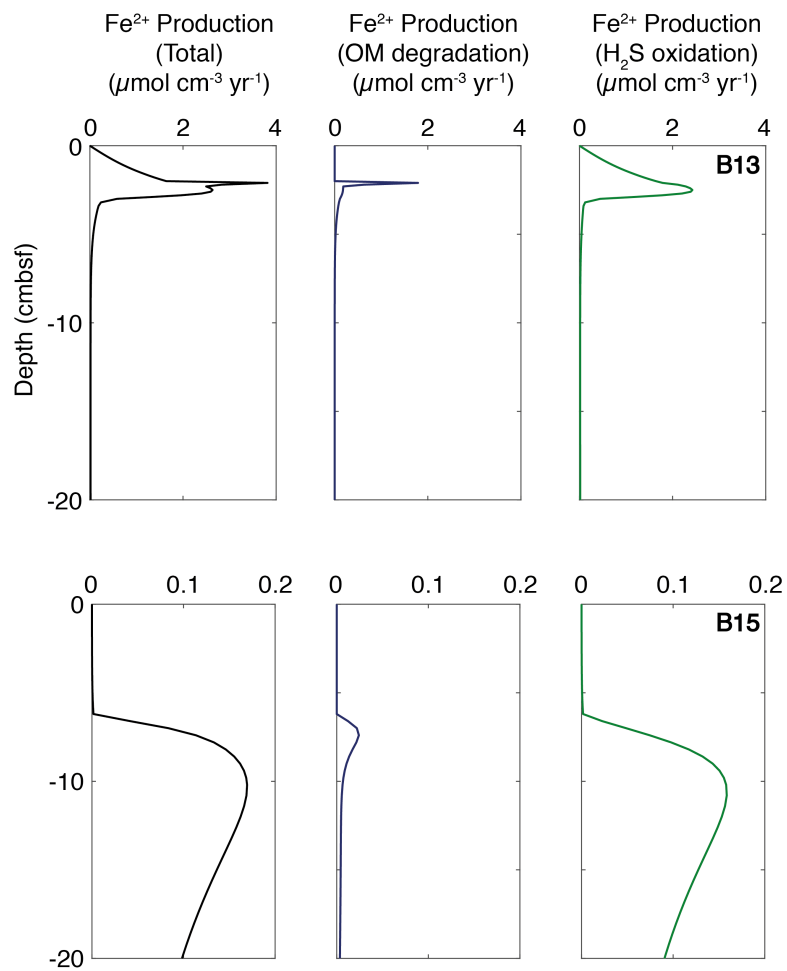 Fe²⁺ Production
(Total)
(µmol cm⁻³ yr⁻¹)
Fe²⁺ Production
(OM degradation)
(µmol cm⁻³ yr⁻¹)
Fe²⁺ Production
(H₂S oxidation)
(µmol cm⁻³ yr⁻¹)
0 2 4
0 2 4
0 2 4
B13
0
-10
-20
Depth (cmbsf)
0 0.1 0.2
0 0.1 0.2
0 0.1 0.2
B15
0
-10
-20